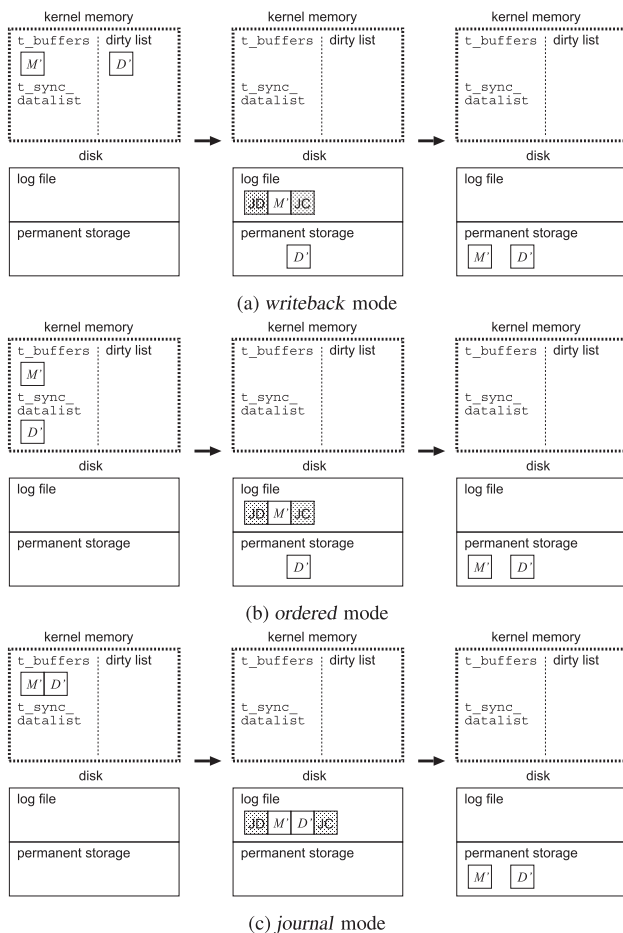 kernel memory kernel memory kernel memory
t_buffers dirty list t_buffers dirty list t_buffers dirty list
M' D'
t_sync_ t_sync_ t_sync_
datalist datalist datalist
disk disk disk
log file log file log file
JD M' JC
permanent storage permanent storage permanent storage
D' M' D'
(a) writeback mode
kernel memory kernel memory kernel memory
t_buffers dirty list t_buffers dirty list t_buffers dirty list
M'
t_sync_ t_sync_ t_sync_
datalist datalist datalist
D'
disk disk disk
log file log file log file
JD M' JC
permanent storage permanent storage permanent storage
D' M' D'
(b) ordered mode
kernel memory kernel memory kernel memory
t_buffers dirty list t_buffers dirty list t_buffers dirty list
M' D'
t_sync_ t_sync_ t_sync_
datalist datalist datalist
disk disk disk
log file log file log file
JD M' D' JC
permanent storage permanent storage permanent storage
M' D'
(c) journal mode